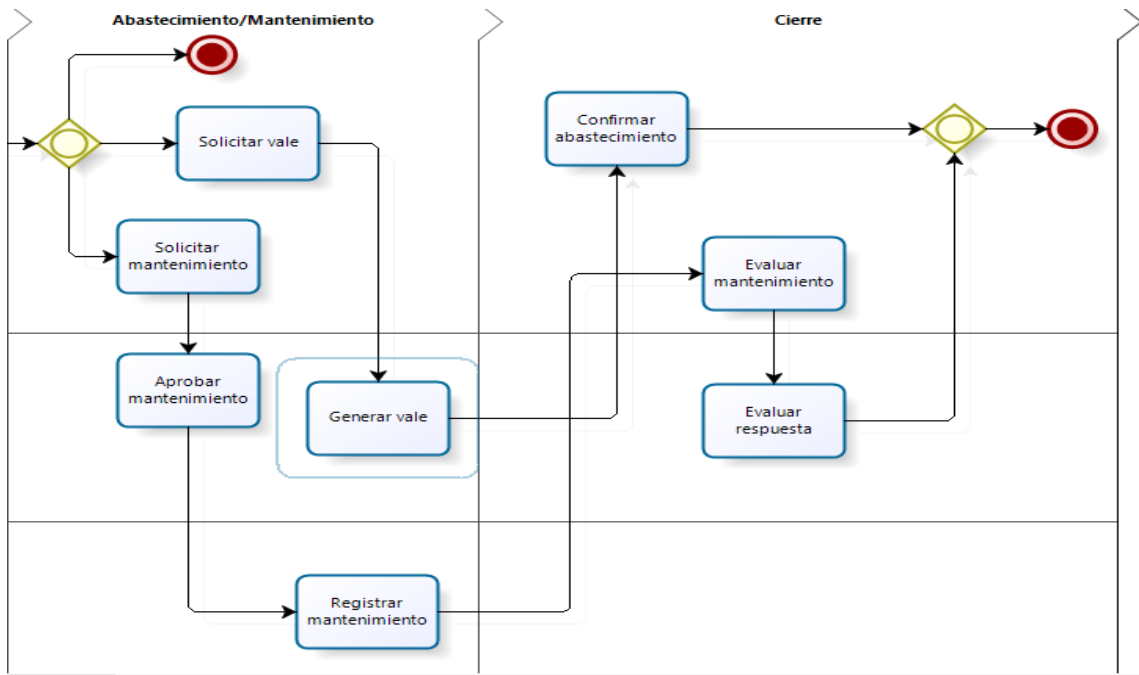 Abastecimiento/Mantenimiento
Cierre
Solicitar vale
Confirmar
abastecimiento
Solicitar
mantenimiento
Evaluar
mantenimiento
Aprobar
mantenimiento
Generar vale
Evaluar
respuesta
Registrar
mantenimiento